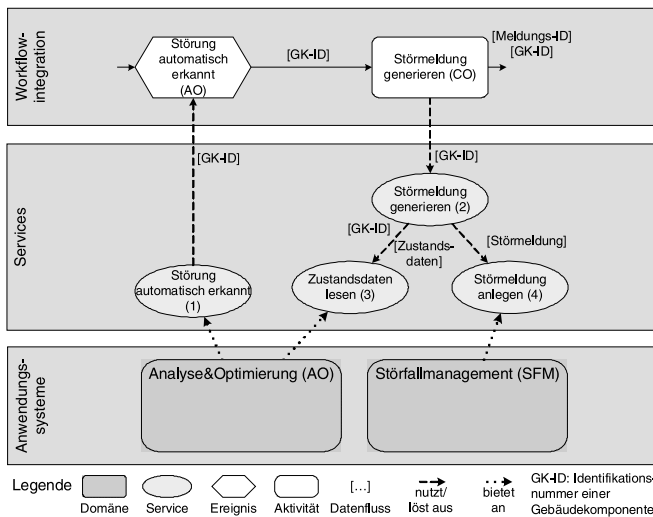 Workflow-
integration
Störung
automatisch
erkannt
(AO)
[GK-ID]
Störmeldung
generieren (CO)
[Meldungs-ID]
[GK-ID]
Services
[GK-ID]
[GK-ID]
Störmeldung
generieren (2)
[GK-ID]
[Zustands-
daten]
[Störmeldung]
Störung
automatisch erkannt
(1)
Zustandsdaten
lesen (3)
Störmeldung
anlegen (4)
Anwendungs-
systeme
Analyse&Optimierung (AO)
Störfallmanagement (SFM)
Legende
Domäne
Service
Ereignis
Aktivität
[...]
Datenfluss
nutzt/
löst aus
bietet
an
GK-ID: Identifikations-
nummer einer
Gebäudekomponente